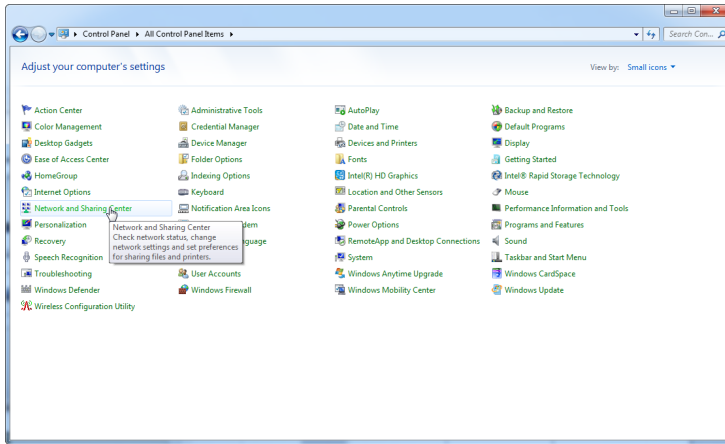 Control Panel ▸ All Control Panel Items ▸
Search Con...
Adjust your computer's settings
View by: Small icons
Action Center
Administrative Tools
AutoPlay
Backup and Restore
Color Management
Credential Manager
Date and Time
Default Programs
Desktop Gadgets
Device Manager
Devices and Printers
Display
Ease of Access Center
Folder Options
Fonts
Getting Started
HomeGroup
Indexing Options
Intel(R) HD Graphics
Intel® Rapid Storage Technology
Internet Options
Keyboard
Location and Other Sensors
Mouse
Network and Sharing Center
Notification Area Icons
Parental Controls
Performance Information and Tools
Personalization
Power Options
Programs and Features
Network and Sharing Center
Check network status, change
network settings and set preferences
for sharing files and printers.
Recovery
RemoteApp and Desktop Connections
Sound
Speech Recognition
System
Taskbar and Start Menu
Troubleshooting
User Accounts
Windows Anytime Upgrade
Windows CardSpace
Windows Defender
Windows Firewall
Windows Mobility Center
Windows Update
Wireless Configuration Utility